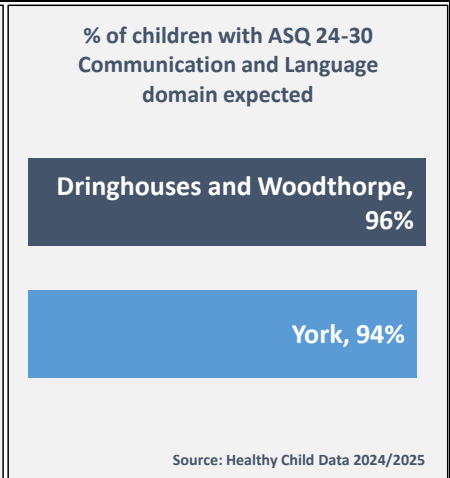 % of children with ASQ 24-30
Communication and Language
domain expected
Dringhouses and Woodthorpe,
96%
York, 94%
Source: Healthy Child Data 2024/2025